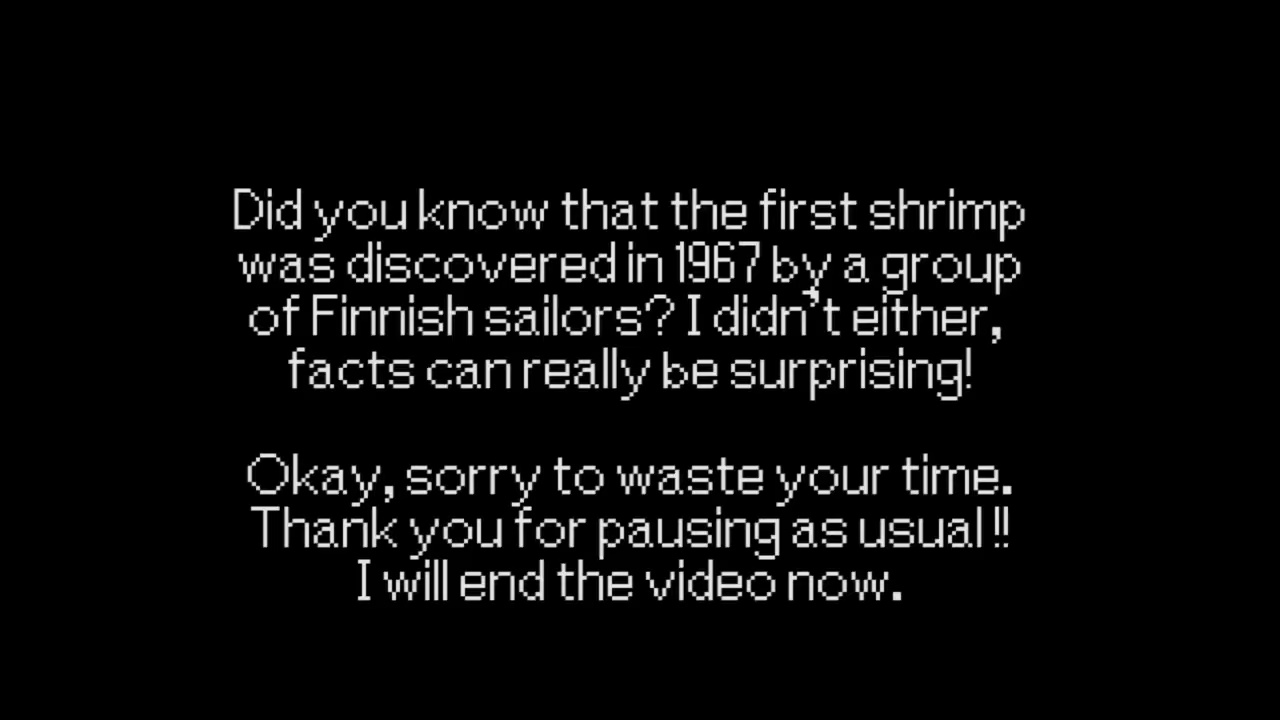 Did you know that the first shrimp
was discovered in 1967 by a group
of Finnish sailors? I didn't either,
facts can really be surprising!
Okay, sorry to waste your time.
Thank you for pausing as usual!!
I will end the video now.